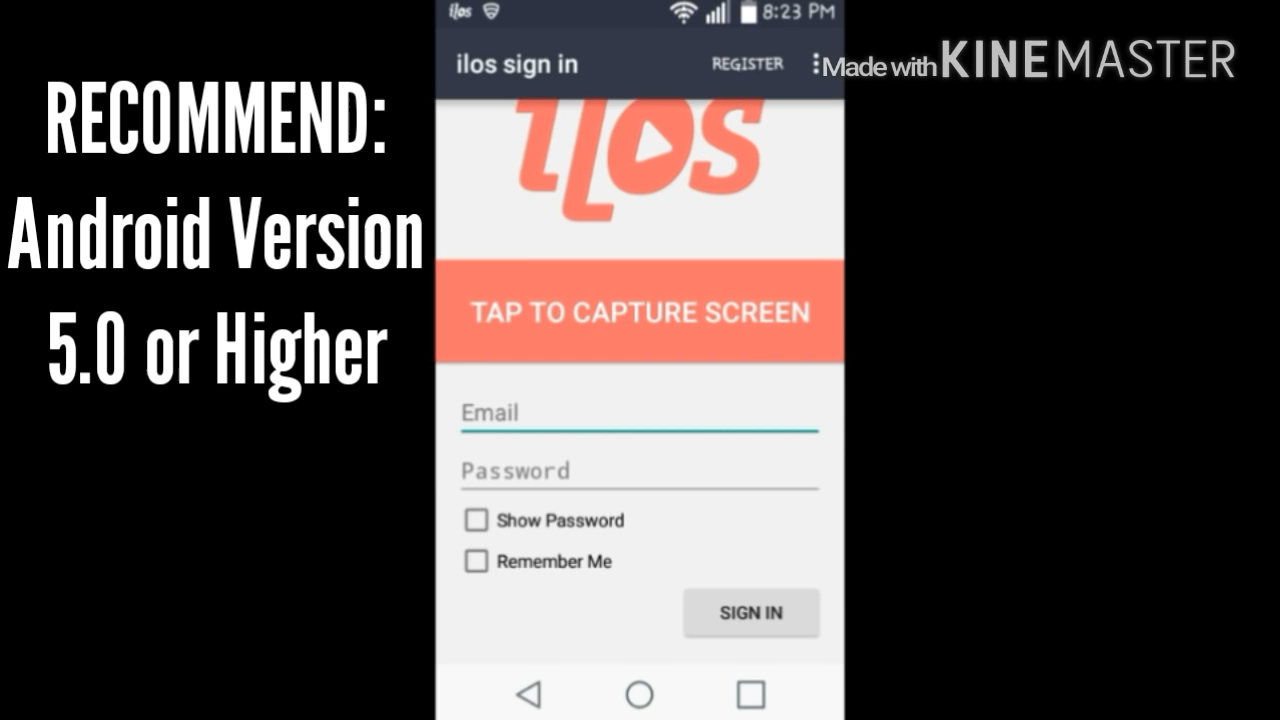 RECOMMEND:
Android Version
5.0 or Higher
ilos
8:23 PM
ilos sign in
REGISTER
Made with KINEMASTER
ilos
TAP TO CAPTURE SCREEN
Email
Password
Show Password
Remember Me
SIGN IN